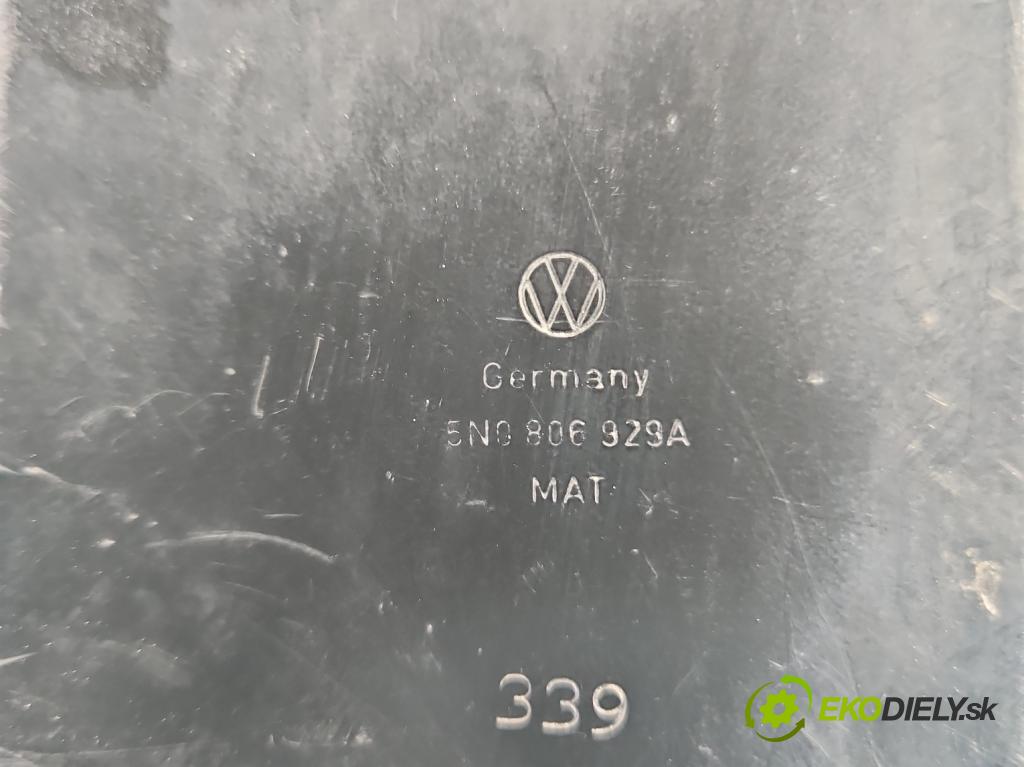 Germany
5N0 806 929A
MAT
339
EKODIELY.sk